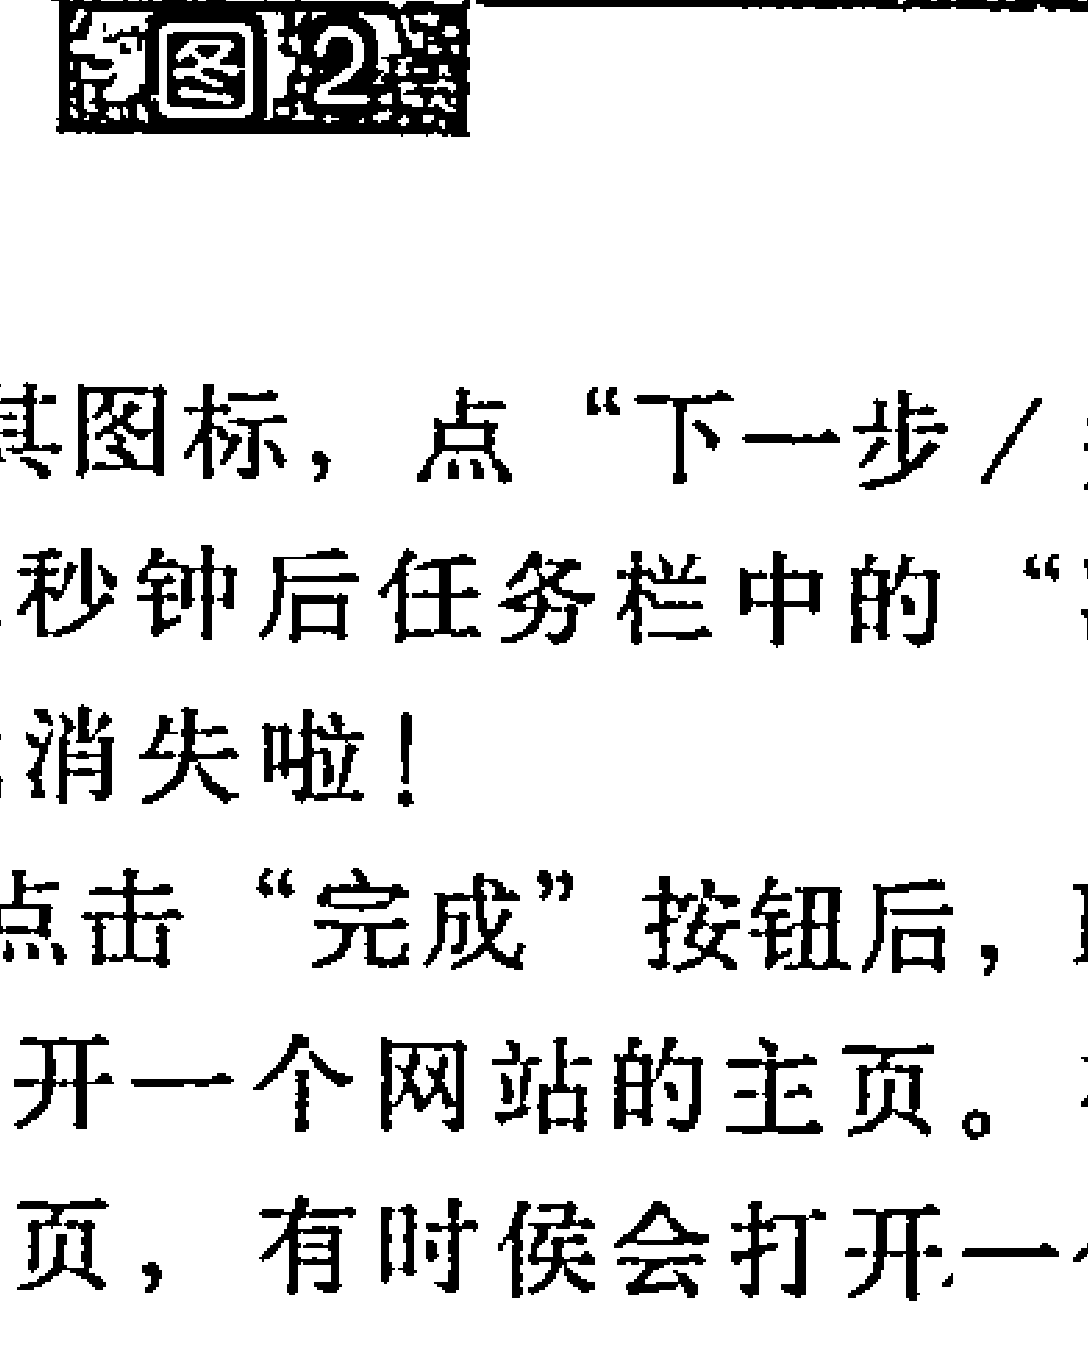 图2
其图标，点“下一步／
秒钟后任务栏中的“
消失啦！
点击“完成”按钮后，
开一个网站的主页。
页，有时候会打开一